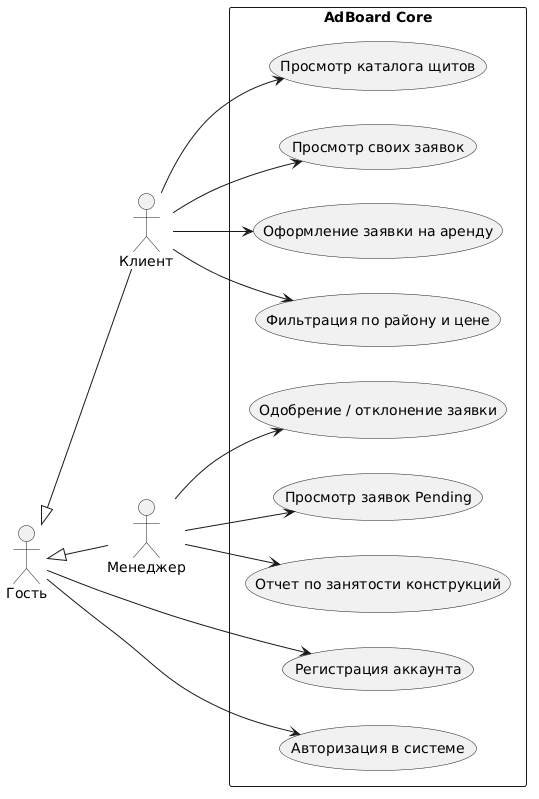 AdBoard Core
Просмотр каталога щитов
Просмотр своих заявок
Оформление заявки на аренду
Клиент
Фильтрация по району и цене
Одобрение / отклонение заявки
Просмотр заявок Pending
Менеджер
Отчет по занятости конструкций
Гость
Регистрация аккаунта
Авторизация в системе